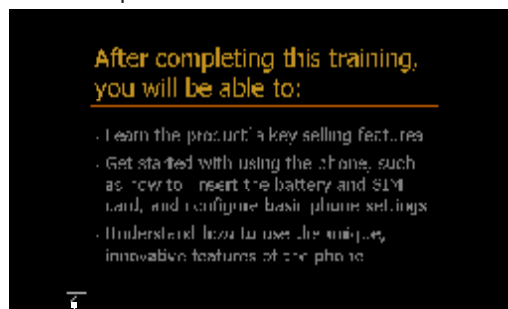 After completing this training,
you will be able to:
Learn the product's key selling features
Get started with using the phone, such
as how to insert the battery and SIM
card, and configure basic phone settings
Understand how to use the unique,
innovative features of the phone